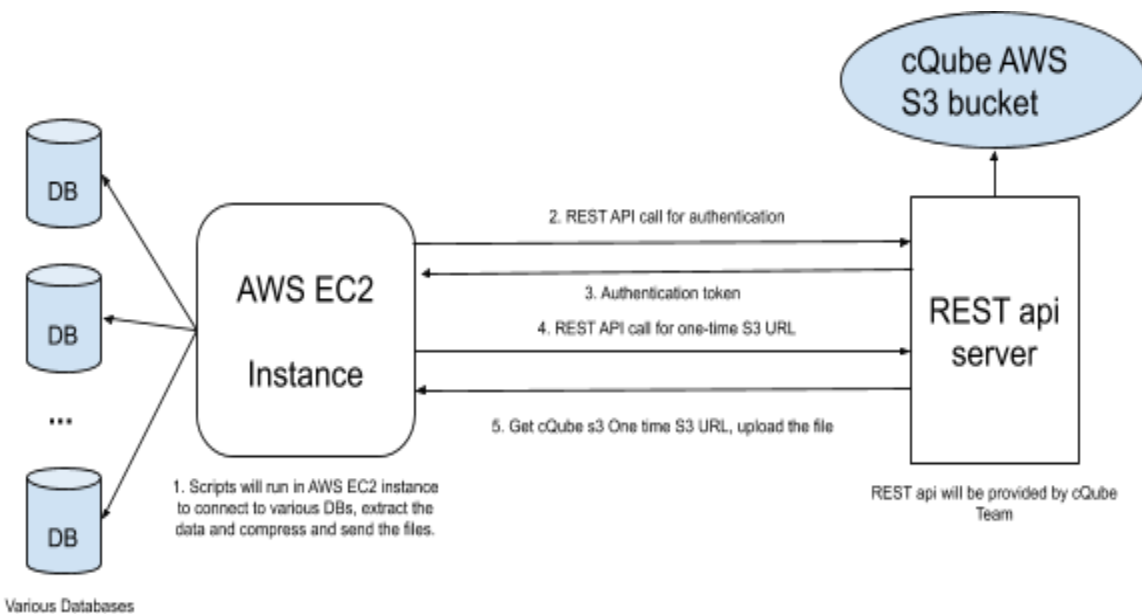 cQube AWS
S3 bucket
DB
DB
...
DB
Various Databases
AWS EC2
Instance
1. Scripts will run in AWS EC2 instance
to connect to various DBs, extract the
data and compress and send the files.
2. REST API call for authentication
3. Authentication token
4. REST API call for one-time S3 URL
5. Get cQube s3 One time S3 URL, upload the file
REST api
server
REST api will be provided by cQube
Team